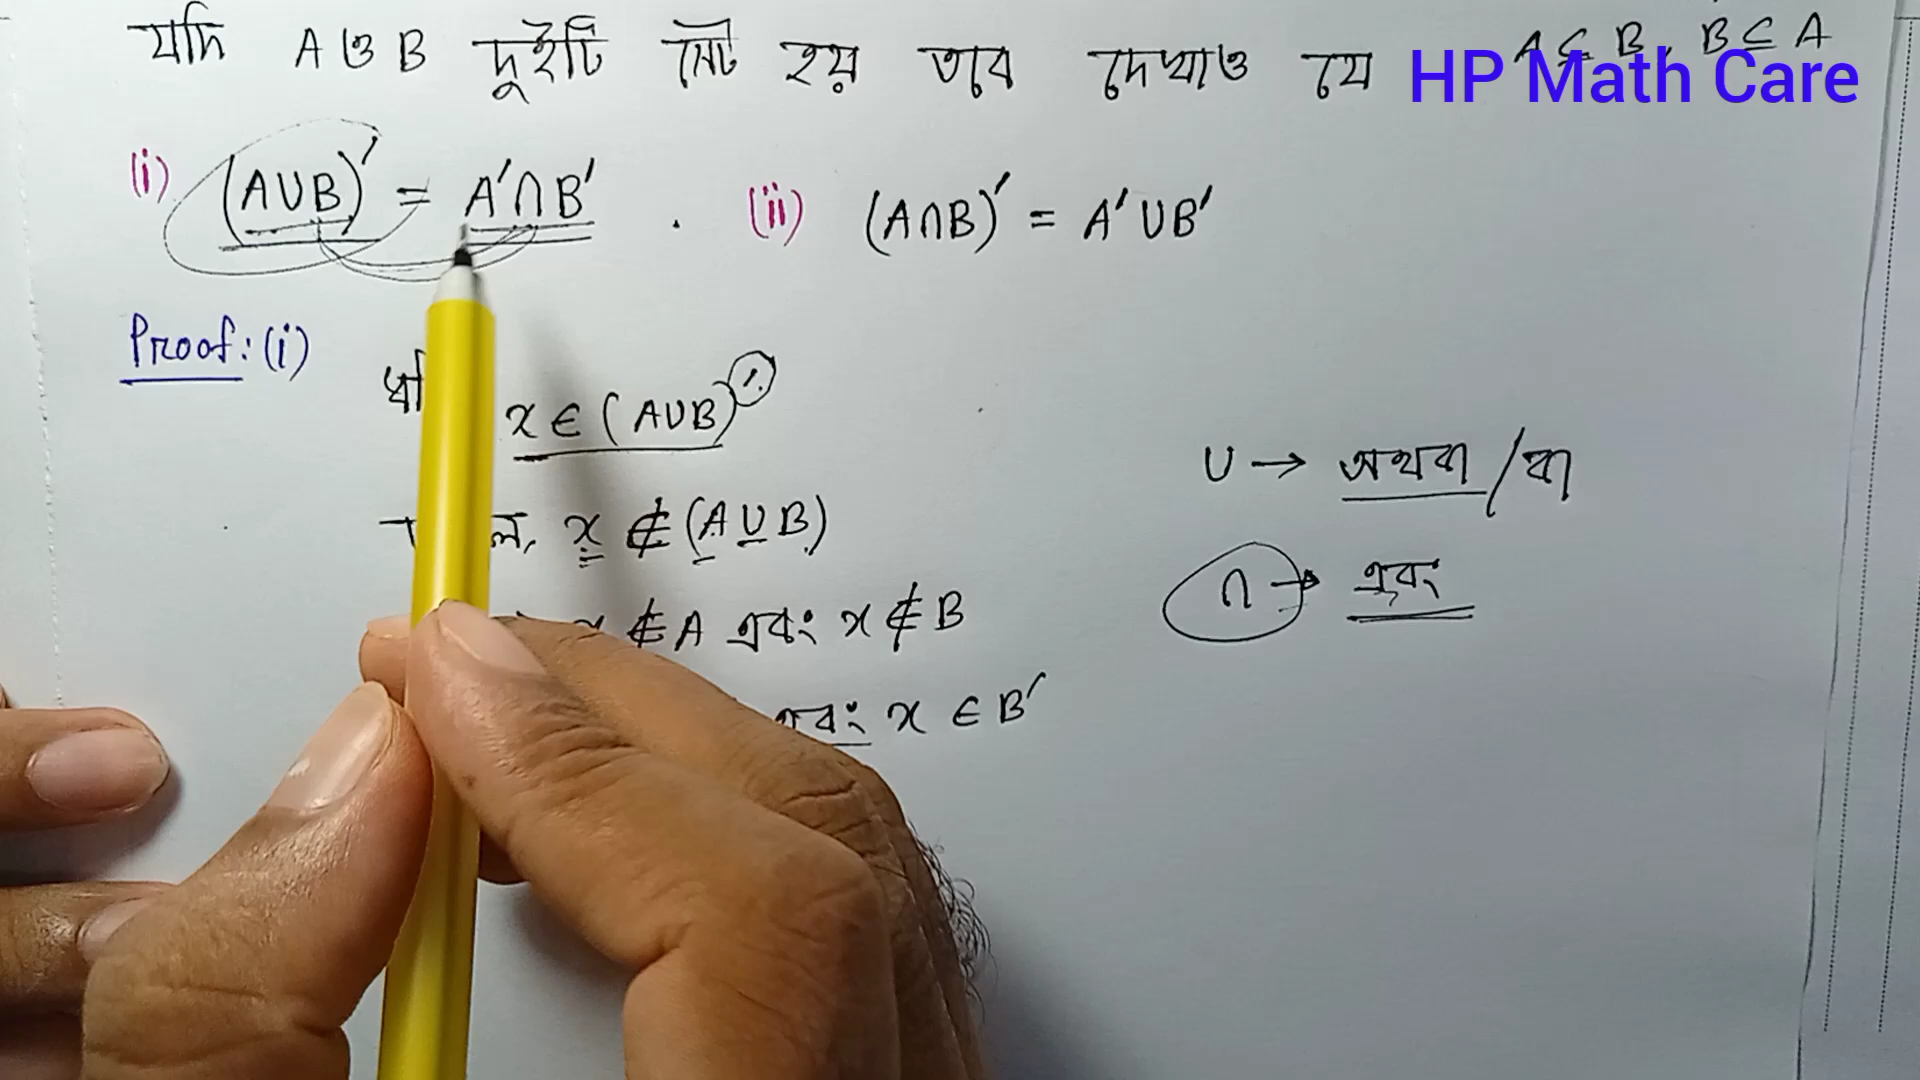 যদি A ও B দুইটি সেট হয় তবে দেখাও যে A ⊆ B, B ⊆ A
HP Math Care
(i) (A∪B)′ = A′∩B′ . (ii) (A∩B)′ = A′∪B′
Proof: (i)
x ∈ (A∪B)′
x ∉ (A∪B)
x ∉ A এবং x ∉ B
এবং x ∈ B′
∪ → অথবা / বা
∩ → এবং